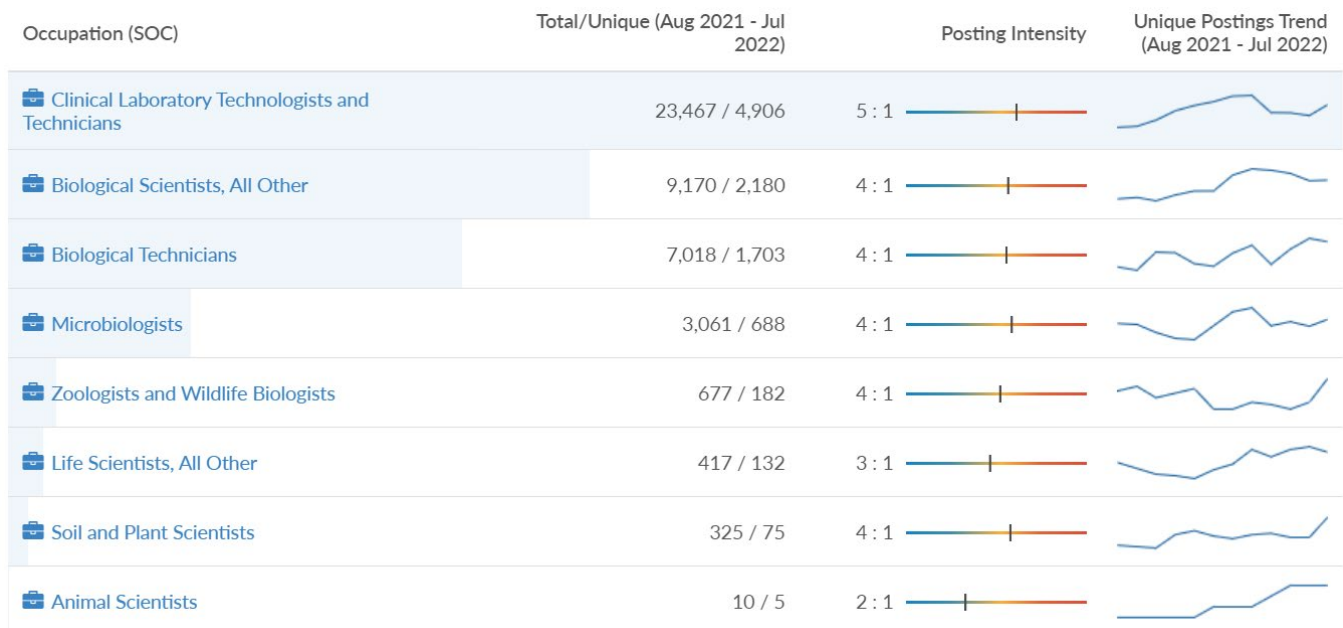 Occupation (SOC)
Total/Unique (Aug 2021 - Jul
2022)
Posting Intensity
Unique Postings Trend
(Aug 2021 - Jul 2022)
Clinical Laboratory Technologists and
Technicians
23,467 / 4,906
5 : 1
Biological Scientists, All Other
9,170 / 2,180
4 : 1
Biological Technicians
7,018 / 1,703
4 : 1
Microbiologists
3,061 / 688
4 : 1
Zoologists and Wildlife Biologists
677 / 182
4 : 1
Life Scientists, All Other
417 / 132
3 : 1
Soil and Plant Scientists
325 / 75
4 : 1
Animal Scientists
10 / 5
2 : 1